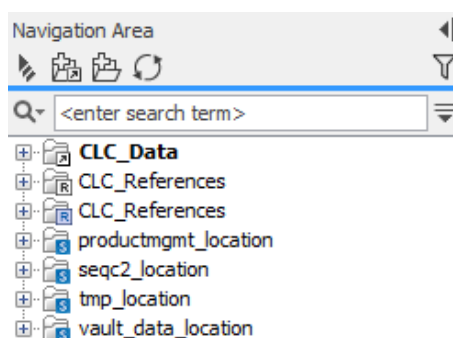 Navigation Area
<enter search term>
CLC_Data
CLC_References
CLC_References
productmgmt_location
seqc2_location
tmp_location
vault_data_location